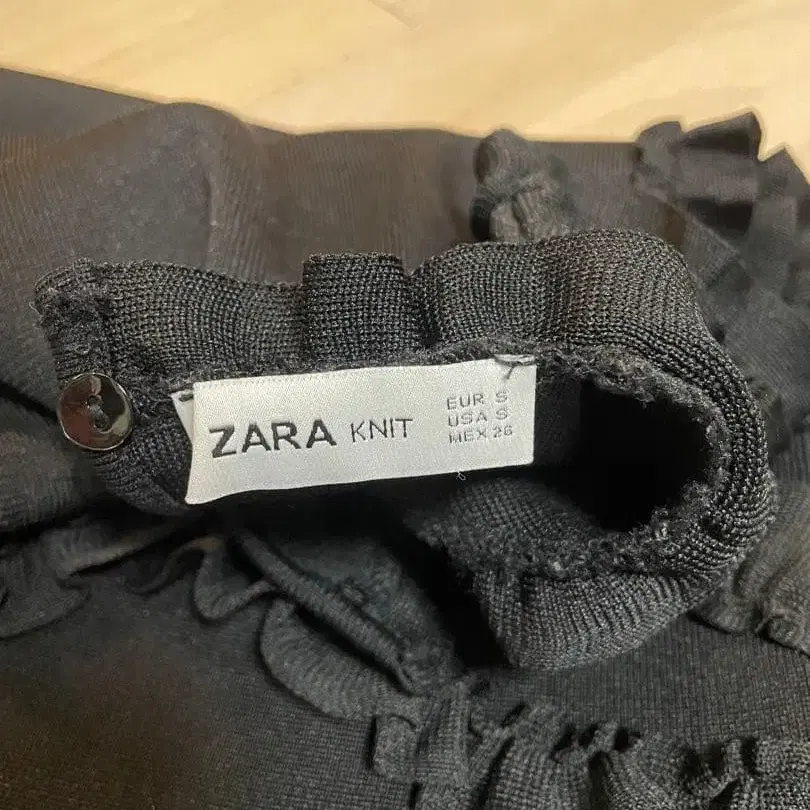 ZARA KNIT
EUR S
USA S
MEX 26